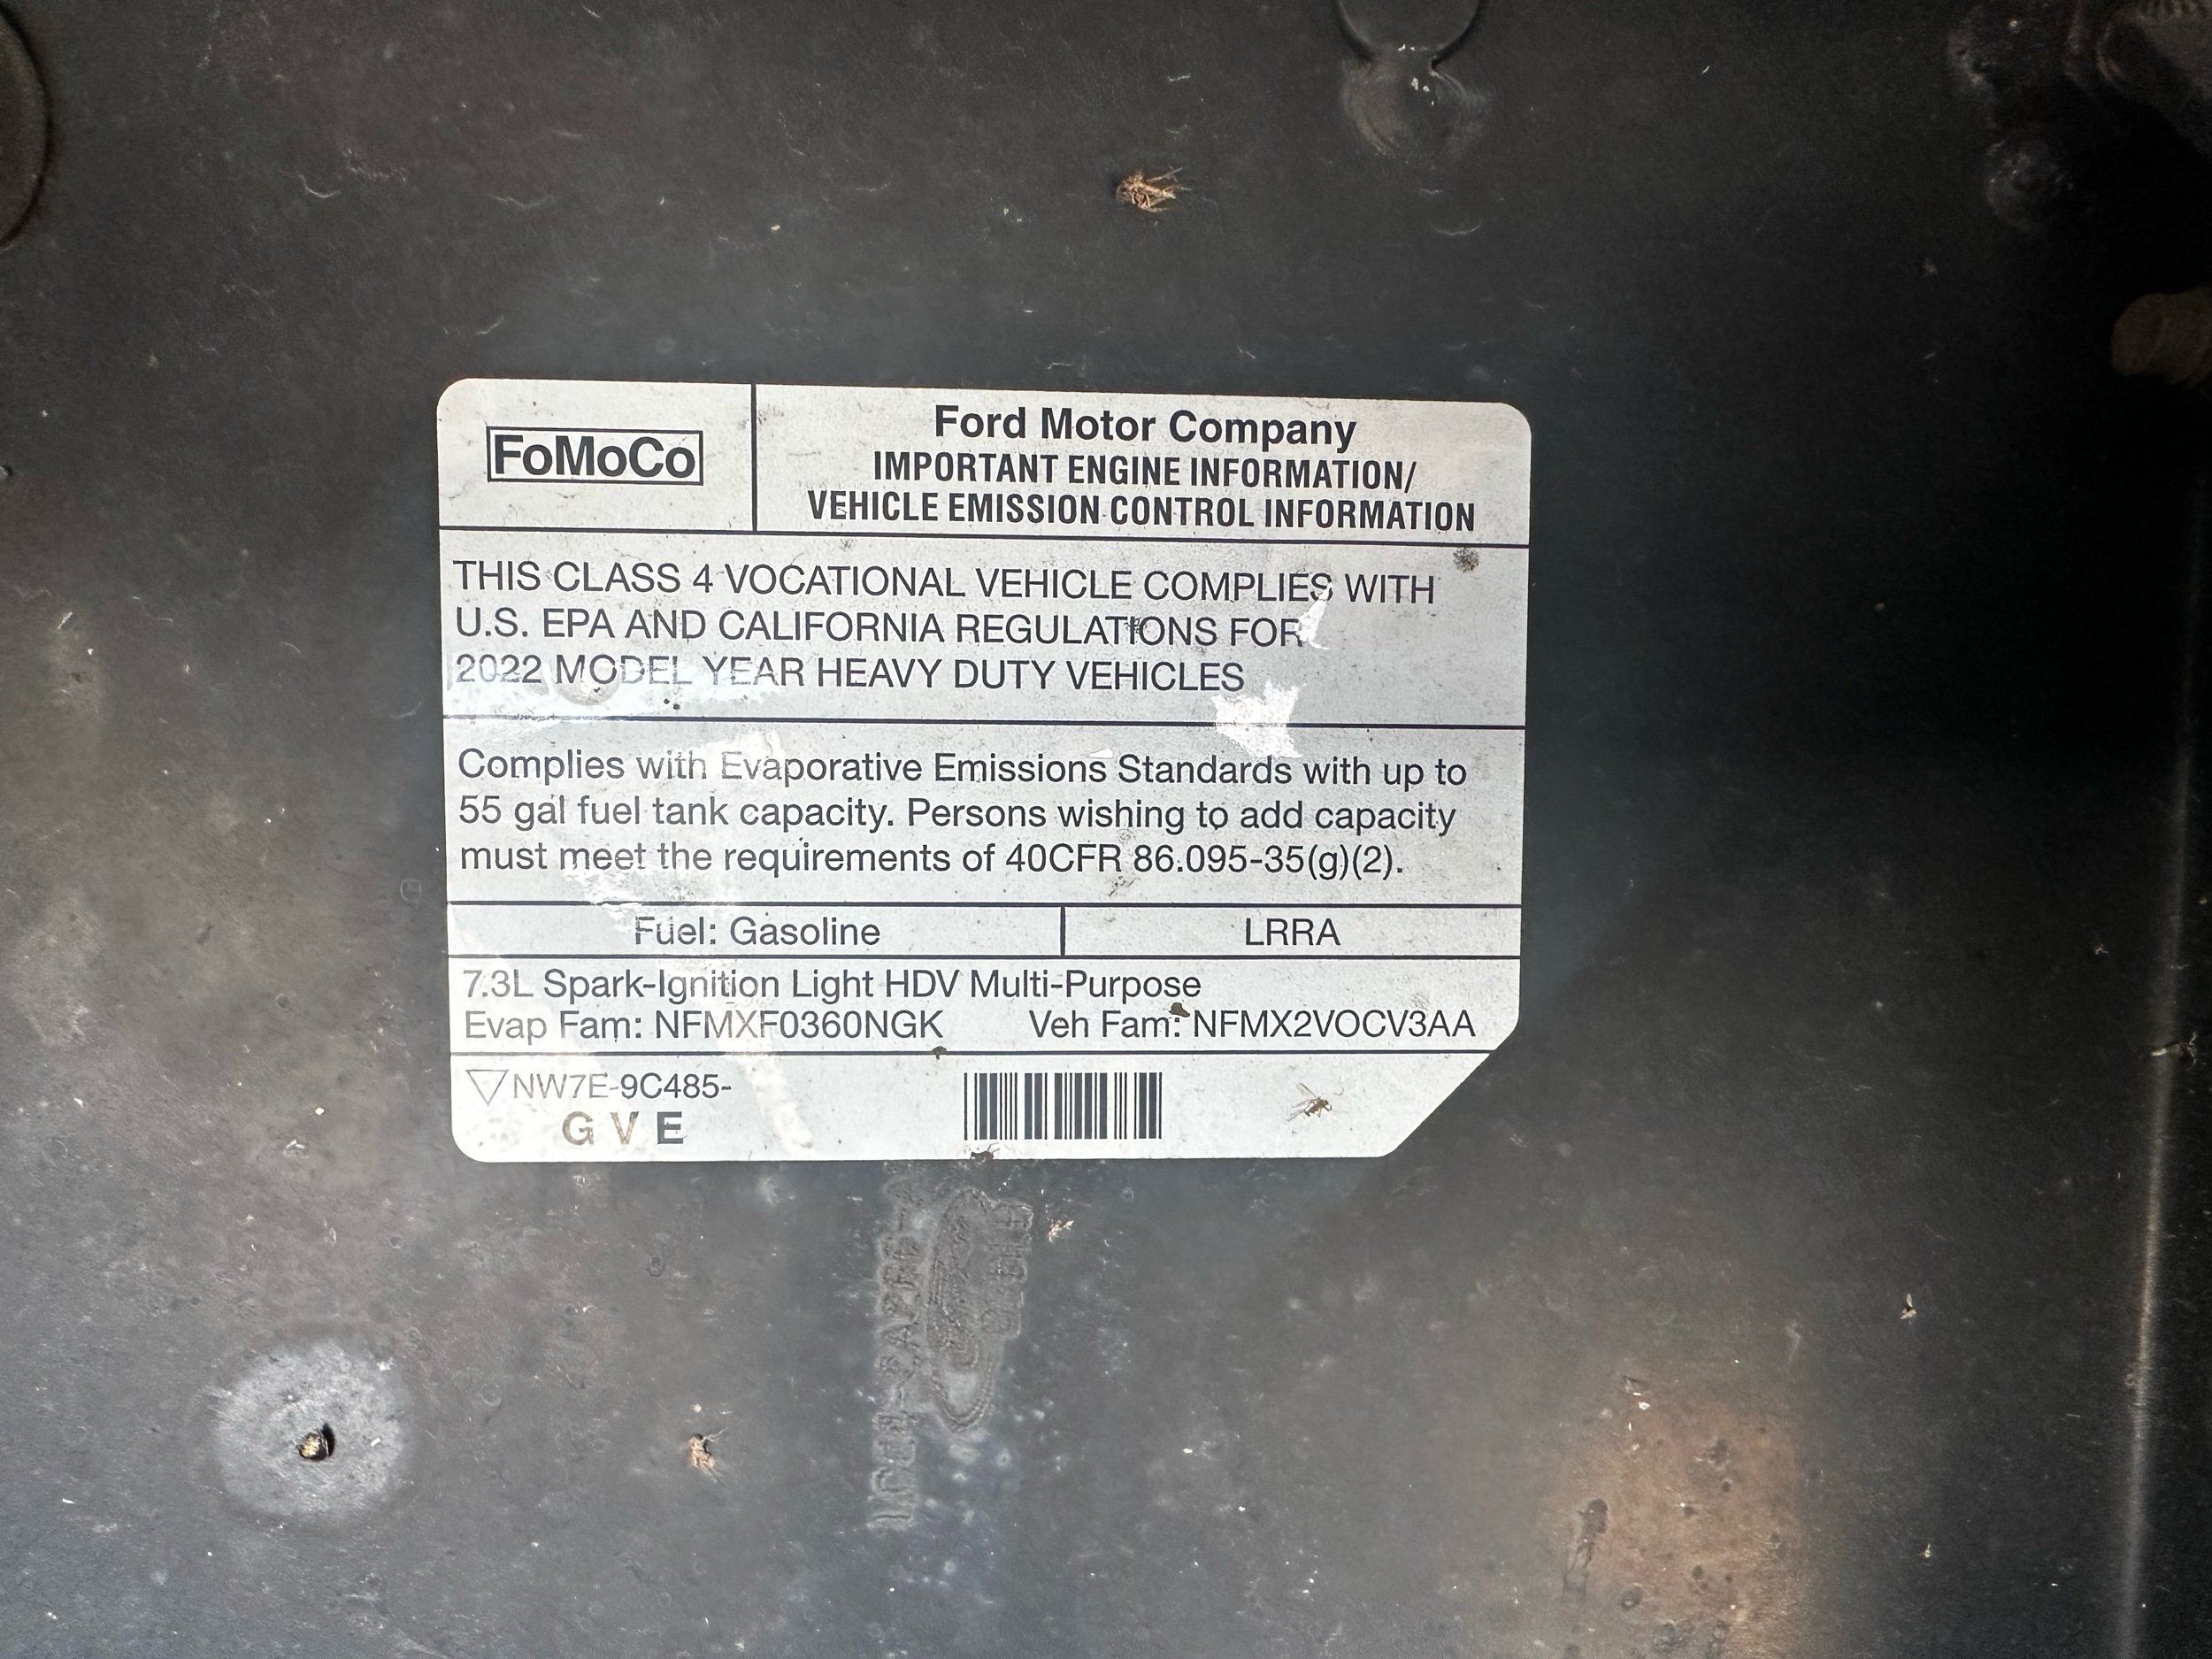 FoMoCo
Ford Motor Company
IMPORTANT ENGINE INFORMATION/
VEHICLE EMISSION CONTROL INFORMATION
THIS CLASS 4 VOCATIONAL VEHICLE COMPLIES WITH
U.S. EPA AND CALIFORNIA REGULATIONS FOR
2022 MODEL YEAR HEAVY DUTY VEHICLES
Complies with Evaporative Emissions Standards with up to
55 gal fuel tank capacity. Persons wishing to add capacity
must meet the requirements of 40CFR 86.095-35(g)(2).
Fuel: Gasoline
LRRA
7.3L Spark-Ignition Light HDV Multi-Purpose
Evap Fam: NFMXF0360NGK Veh Fam: NFMX2VOCV3AA
NW7E-9C485-
G V E